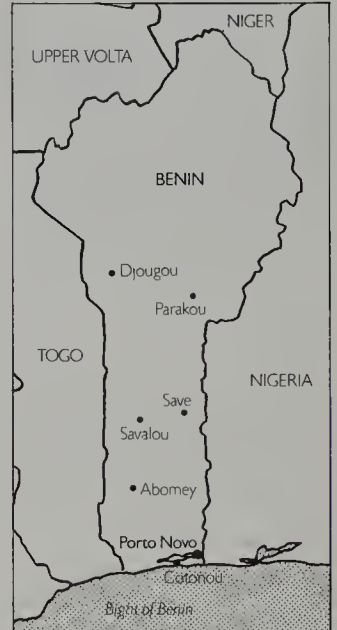 NIGER
UPPER VOLTA
BENIN
Djougou
Parakou
TOGO
NIGERIA
Save
Savalou
Abomey
Porto Novo
Cotonou
Bight of Benin